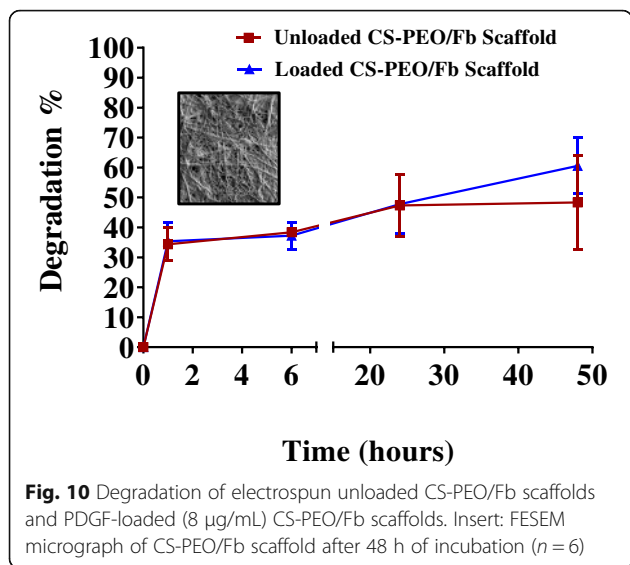 Unloaded CS-PEO/Fb Scaffold
Loaded CS-PEO/Fb Scaffold
Degradation %
100
90
80
70
60
50
40
30
20
10
0
0 2 4 6 20 30 40 50
Time (hours)
Fig. 10 Degradation of electrospun unloaded CS-PEO/Fb scaffolds
and PDGF-loaded (8 μg/mL) CS-PEO/Fb scaffolds. Insert: FESEM
micrograph of CS-PEO/Fb scaffold after 48 h of incubation (n = 6)